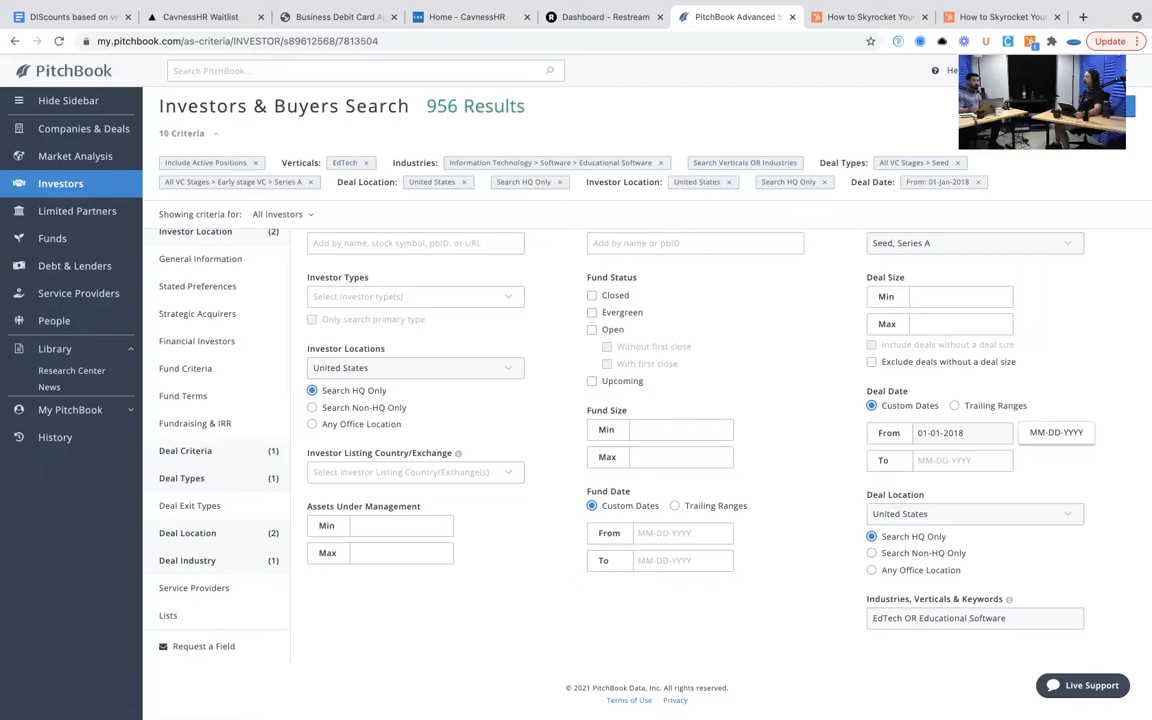 DIScounts based on ve
CavnessHR Waitlist
Business Debit Card Ap
Home - CavnessHR
Dashboard - Restream
PitchBook Advanced S
How to Skyrocket Your
How to Skyrocket Your
my.pitchbook.com/as-criteria/INVESTOR/s89612568/7813504
Update
PitchBook
Search PitchBook...
He
Hide Sidebar
Companies & Deals
Market Analysis
Investors
Limited Partners
Funds
Debt & Lenders
Service Providers
People
Library
Research Center
News
My PitchBook
History
Investors & Buyers Search 956 Results
10 Criteria
Include Active Positions Verticals: EdTech Industries: Information Technology > Software > Educational Software Search Verticals OR Industries Deal Types: All VC Stages > Seed
All VC Stages > Early stage VC > Series A Deal Location: United States Search HQ Only Investor Location: United States Search HQ Only Deal Date: From: 01-Jan-2018
Showing criteria for: All Investors
Investor Location (2)
General Information
Stated Preferences
Strategic Acquirers
Financial Investors
Fund Criteria
Fund Terms
Fundraising & IRR
Deal Criteria (1)
Deal Types (1)
Deal Exit Types
Deal Location (2)
Deal Industry (1)
Service Providers
Lists
Request a Field
Add by name, stock symbol, pbID, or URL
Investor Types
Select investor type(s)
Only search primary type
Investor Locations
United States
Search HQ Only
Search Non-HQ Only
Any Office Location
Investor Listing Country/Exchange
Select Investor Listing Country/Exchange(s)
Assets Under Management
Min
Max
Add by name or pbID
Fund Status
Closed
Evergreen
Open
Without first close
With first close
Upcoming
Fund Size
Min
Max
Fund Date
Custom Dates Trailing Ranges
From MM-DD-YYYY
To MM-DD-YYYY
Seed, Series A
Deal Size
Min
Max
Include deals without a deal size
Exclude deals without a deal size
Deal Date
Custom Dates Trailing Ranges
From 01-01-2018 MM-DD-YYYY
To MM-DD-YYYY
Deal Location
United States
Search HQ Only
Search Non-HQ Only
Any Office Location
Industries, Verticals & Keywords
EdTech OR Educational Software
© 2021 PitchBook Data, Inc. All rights reserved.
Terms of Use Privacy
Live Support